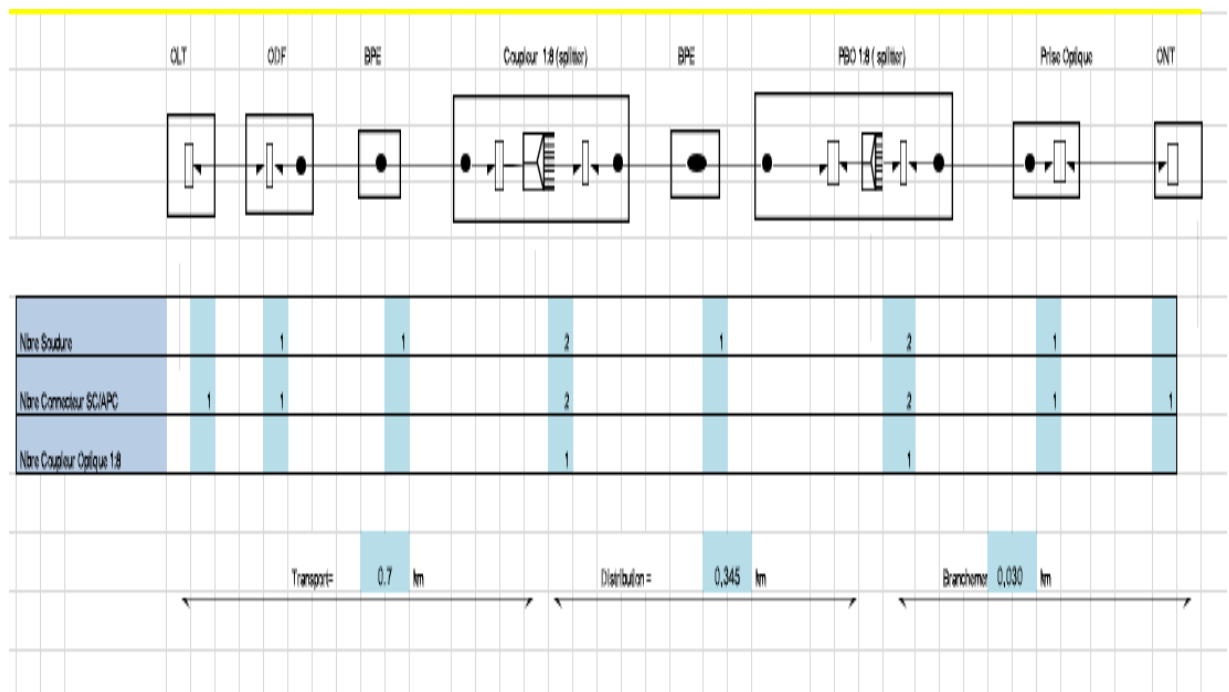 OLT ODF BPE Coupleur 1:8 (splitter) BPE PBO 1:8 ( splitter) Prise Optique ONT
Nbre Soudure 1 1 2 1 2 1
Nbre Connecteur SC/APC 1 1 2 2 1 1
Nbre Coupleur Optique 1:8 1 1
Transport= 0.7 km Distribution = 0,345 km Branchemer 0,030 km